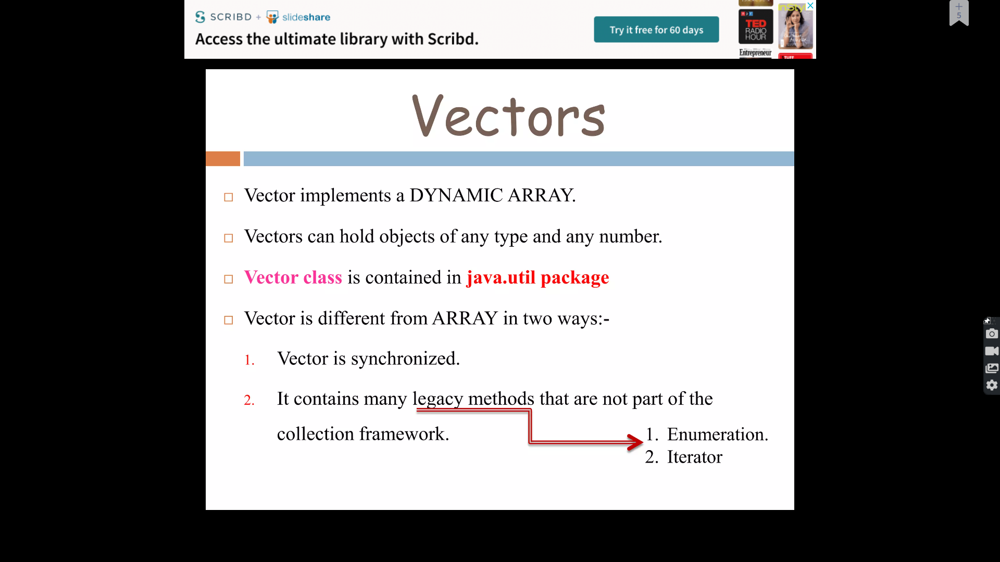 SCRIBD + slideshare
Access the ultimate library with Scribd.
Try it free for 60 days
TED
RADIO
HOUR
InStyl
Entrepreneur
+
5
Vectors
Vector implements a DYNAMIC ARRAY.
Vectors can hold objects of any type and any number.
Vector class is contained in java.util package
Vector is different from ARRAY in two ways:-
1. Vector is synchronized.
2. It contains many legacy methods that are not part of the
collection framework.
1. Enumeration.
2. Iterator